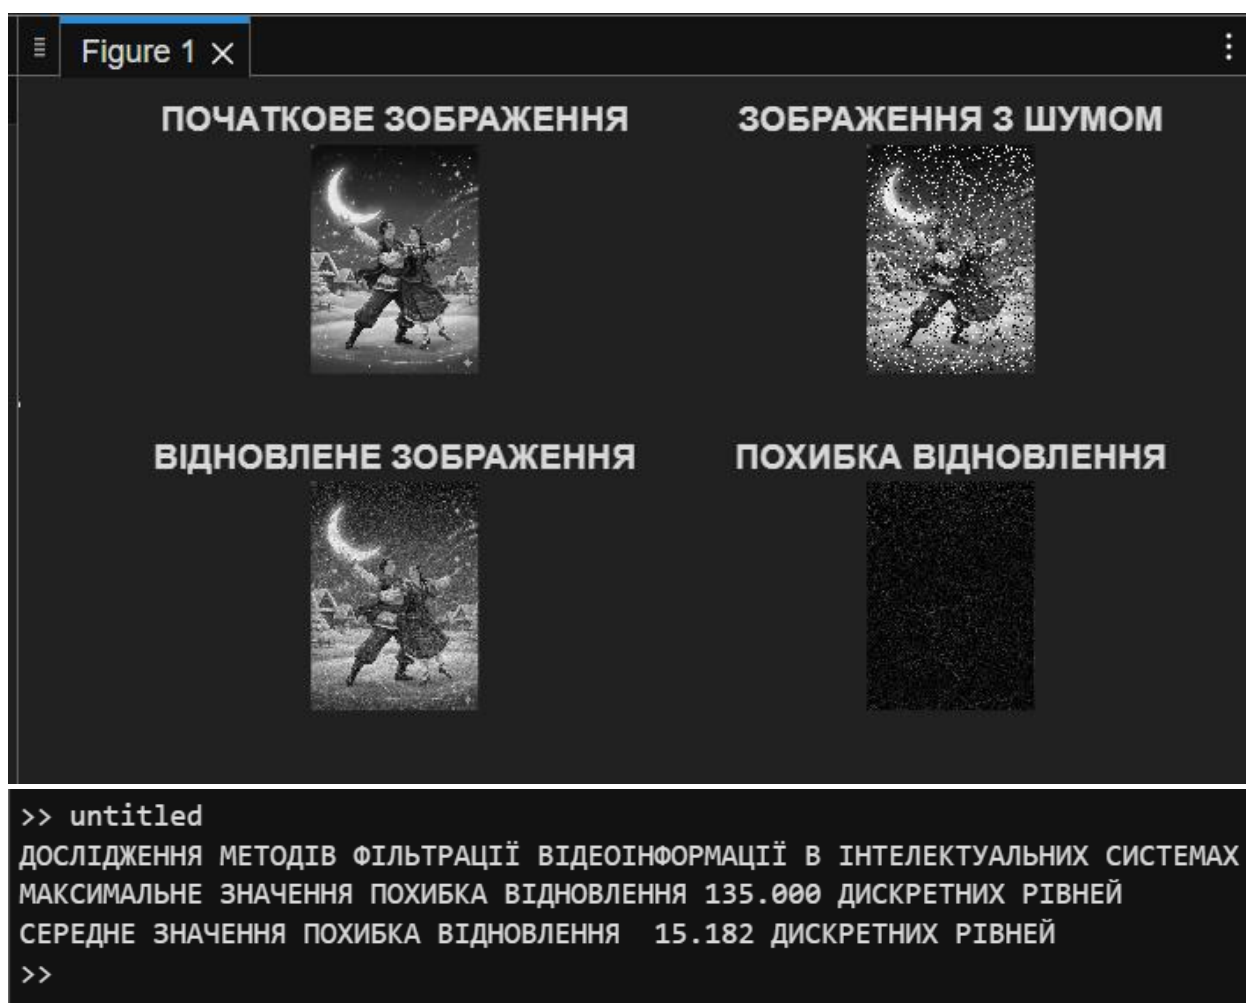 Figure 1
ПОЧАТКОВЕ ЗОБРАЖЕННЯ
ЗОБРАЖЕННЯ З ШУМОМ
ВІДНОВЛЕНЕ ЗОБРАЖЕННЯ
ПОХИБКА ВІДНОВЛЕННЯ
>> untitled
ДОСЛІДЖЕННЯ МЕТОДІВ ФІЛЬТРАЦІЇ ВІДЕОІНФОРМАЦІЇ В ІНТЕЛЕКТУАЛЬНИХ СИСТЕМАХ
МАКСИМАЛЬНЕ ЗНАЧЕННЯ ПОХИБКА ВІДНОВЛЕННЯ 135.000 ДИСКРЕТНИХ РІВНЕЙ
СЕРЕДНЕ ЗНАЧЕННЯ ПОХИБКА ВІДНОВЛЕННЯ  15.182 ДИСКРЕТНИХ РІВНЕЙ
>>